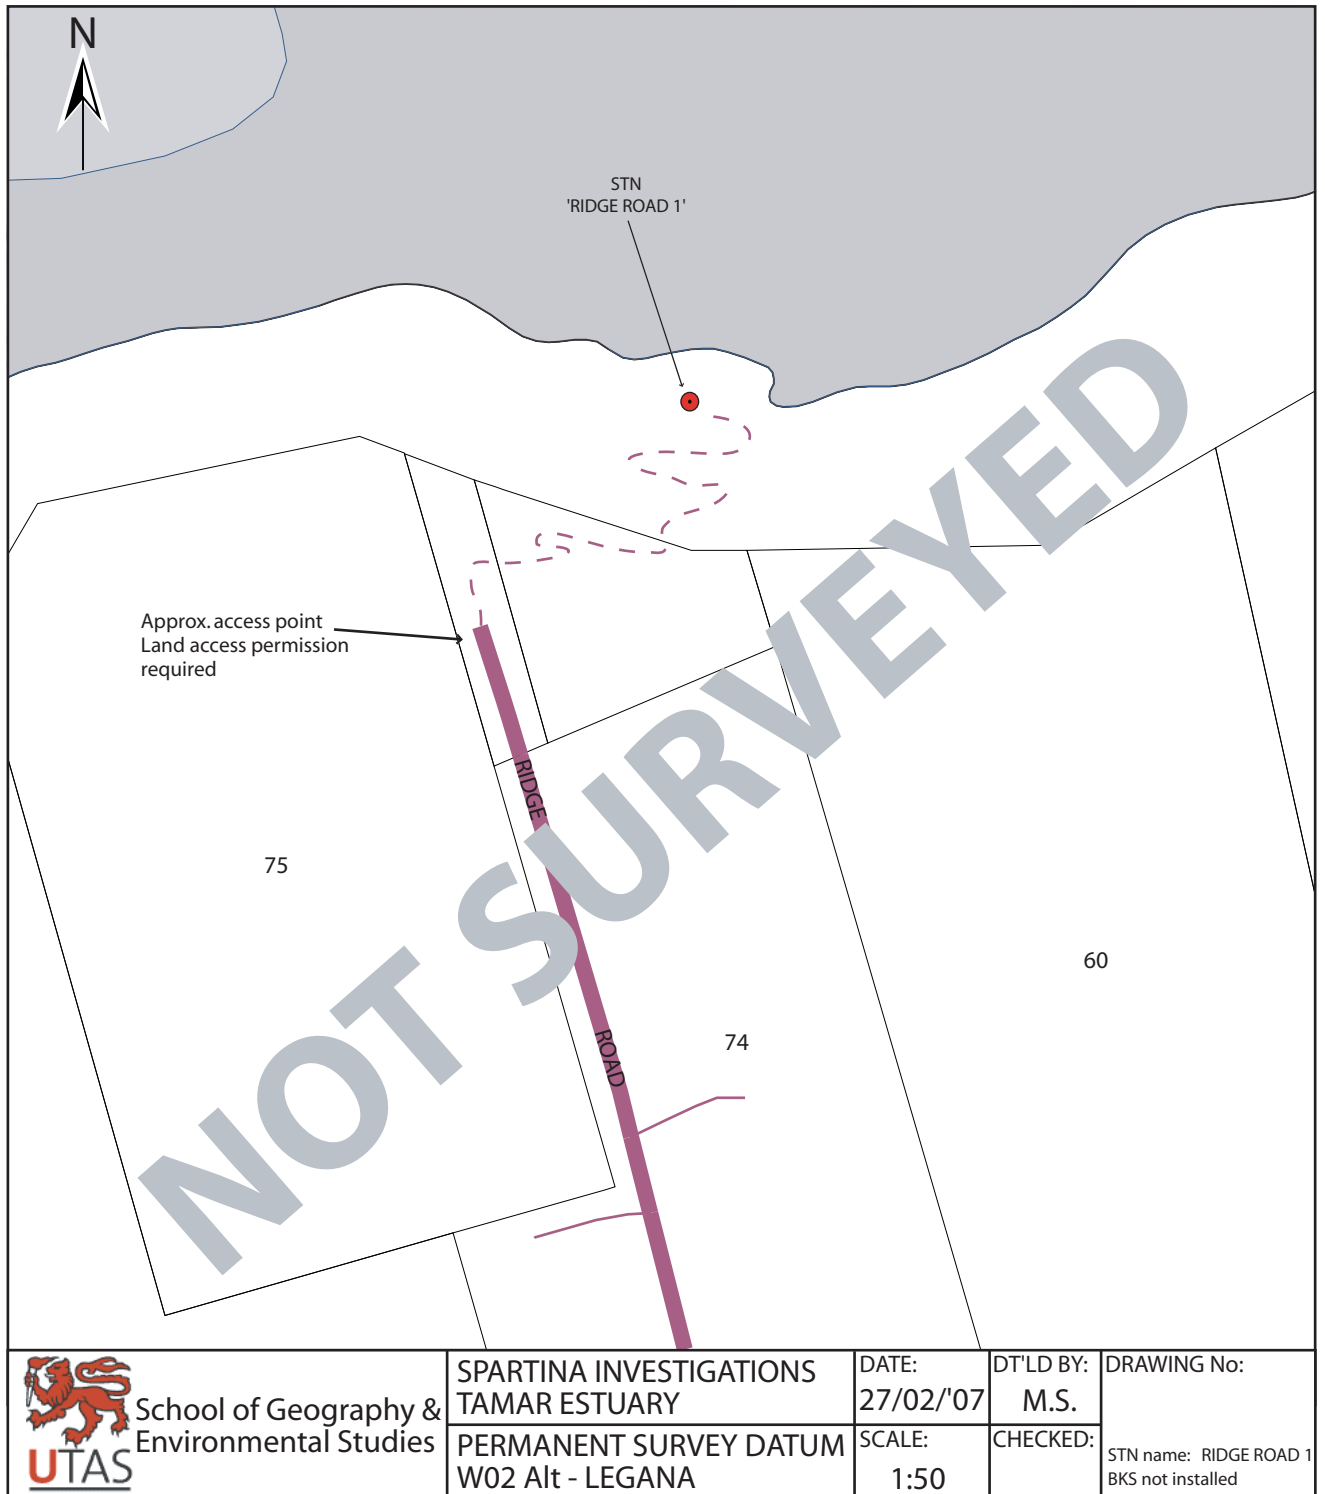 N
STN
'RIDGE ROAD 1'
Approx. access point
Land access permission
required
RIDGE
ROAD
75
74
60
NOT SURVEYED
UTAS
School of Geography &
Environmental Studies
SPARTINA INVESTIGATIONS
TAMAR ESTUARY
PERMANENT SURVEY DATUM
W02 Alt - LEGANA
DATE:
27/02/'07
SCALE:
1:50
DT'LD BY:
M.S.
CHECKED:
DRAWING No:
STN name: RIDGE ROAD 1
BKS not installed